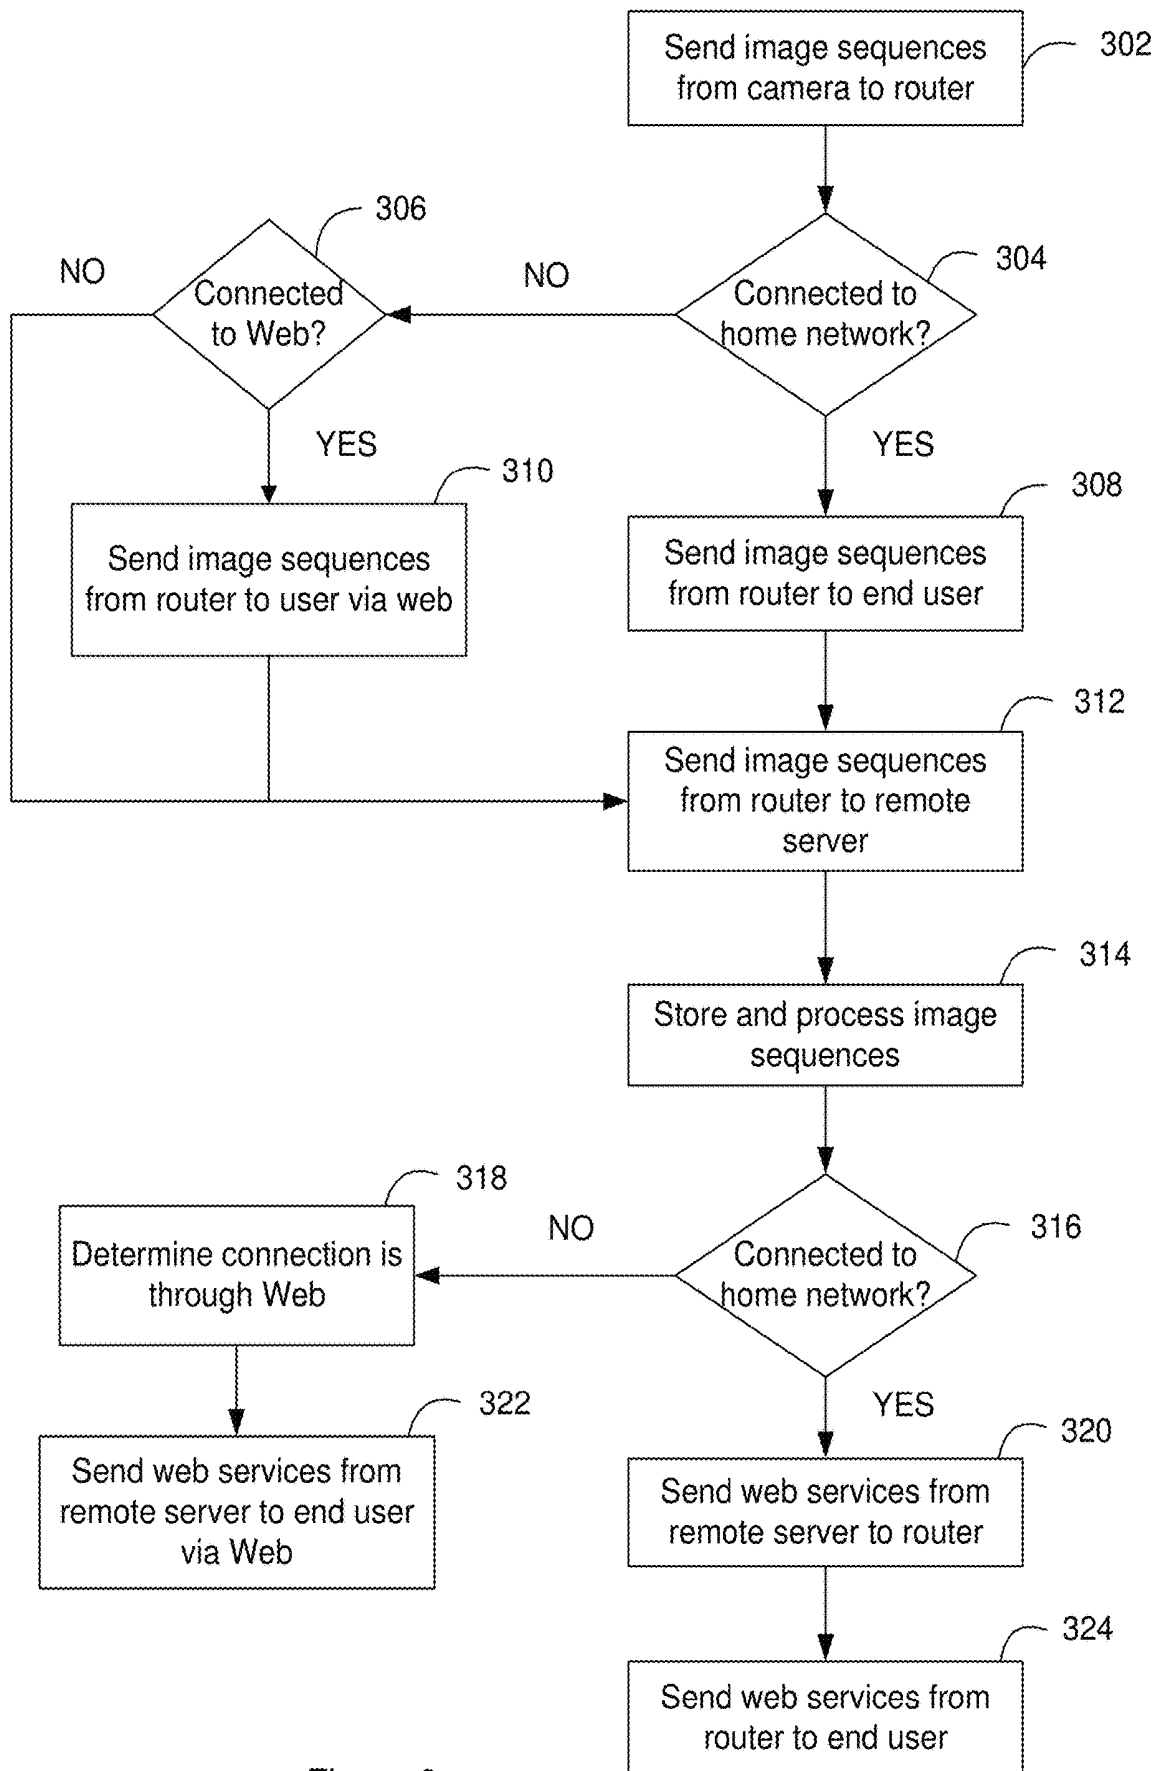 Send image sequences
from camera to router
302
306
304
NO
NO
Connected
to Web?
Connected to
home network?
YES
YES
310
308
Send image sequences
from router to user via web
Send image sequences
from router to end user
312
Send image sequences
from router to remote
server
314
Store and process image
sequences
318
316
NO
Determine connection is
through Web
Connected to
home network?
YES
322
320
Send web services from
remote server to end user
via Web
Send web services from
remote server to router
324
Send web services from
router to end user